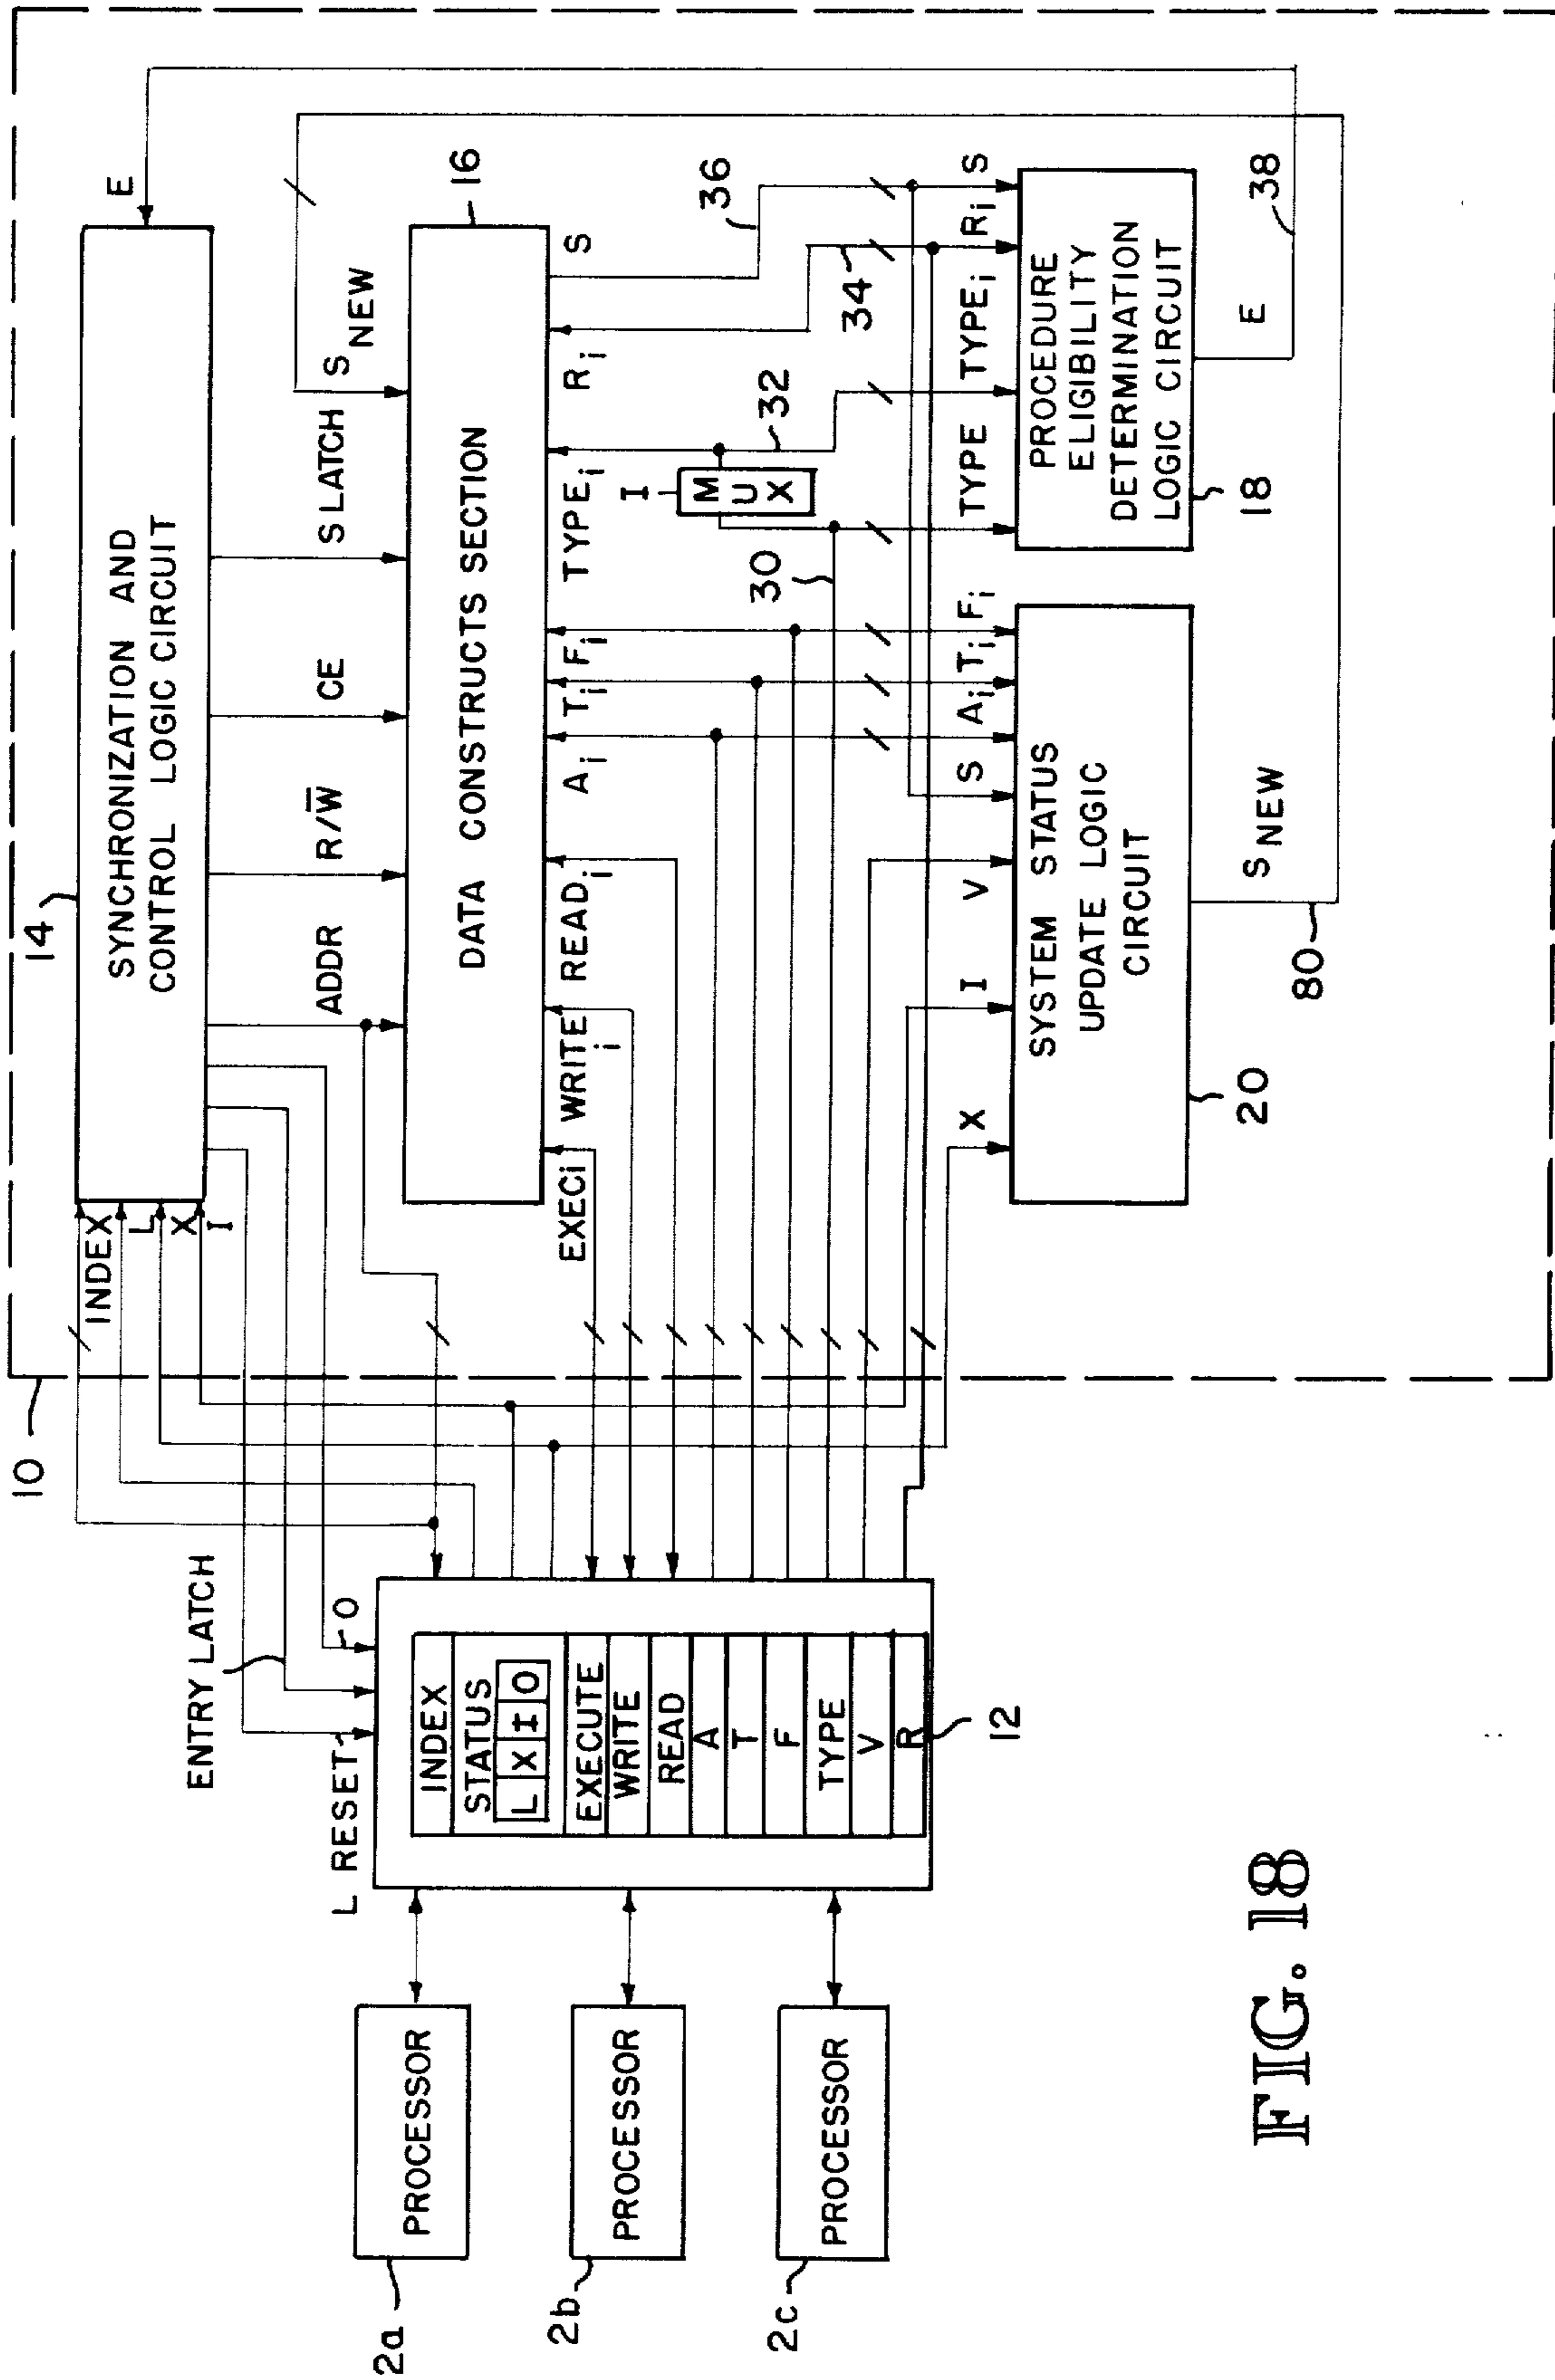 10
14
SYNCHRONIZATION AND
CONTROL LOGIC CIRCUIT
INDEX
L
X
I
E
ENTRY LATCH
ADDR
R/W̅
CE
S LATCH
S NEW
16
DATA CONSTRUCTS SECTION
L RESET
O
EXECi
WRITEi
READi
Ai
Ti
Fi
TYPEi
Ri
S
I
MUX
32
36
30
34
2a
PROCESSOR
2b
PROCESSOR
2c
PROCESSOR
INDEX
STATUS
L X I O
EXECUTE
WRITE
READ
A
T
F
TYPE
V
R
12
X
I
V
S
Ai
Ti
Fi
TYPE
TYPEi
Ri
S
SYSTEM STATUS
UPDATE LOGIC
CIRCUIT
20
PROCEDURE
ELIGIBILITY
DETERMINATION
LOGIC CIRCUIT
18
S NEW
80
E
38
FIG. 18